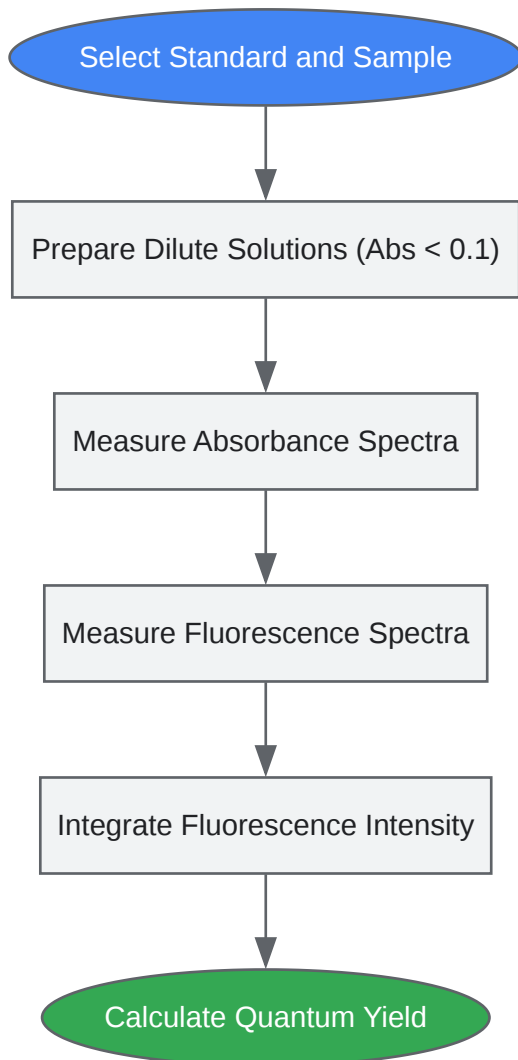 Select Standard and Sample
Prepare Dilute Solutions (Abs < 0.1)
Measure Absorbance Spectra
Measure Fluorescence Spectra
Integrate Fluorescence Intensity
Calculate Quantum Yield